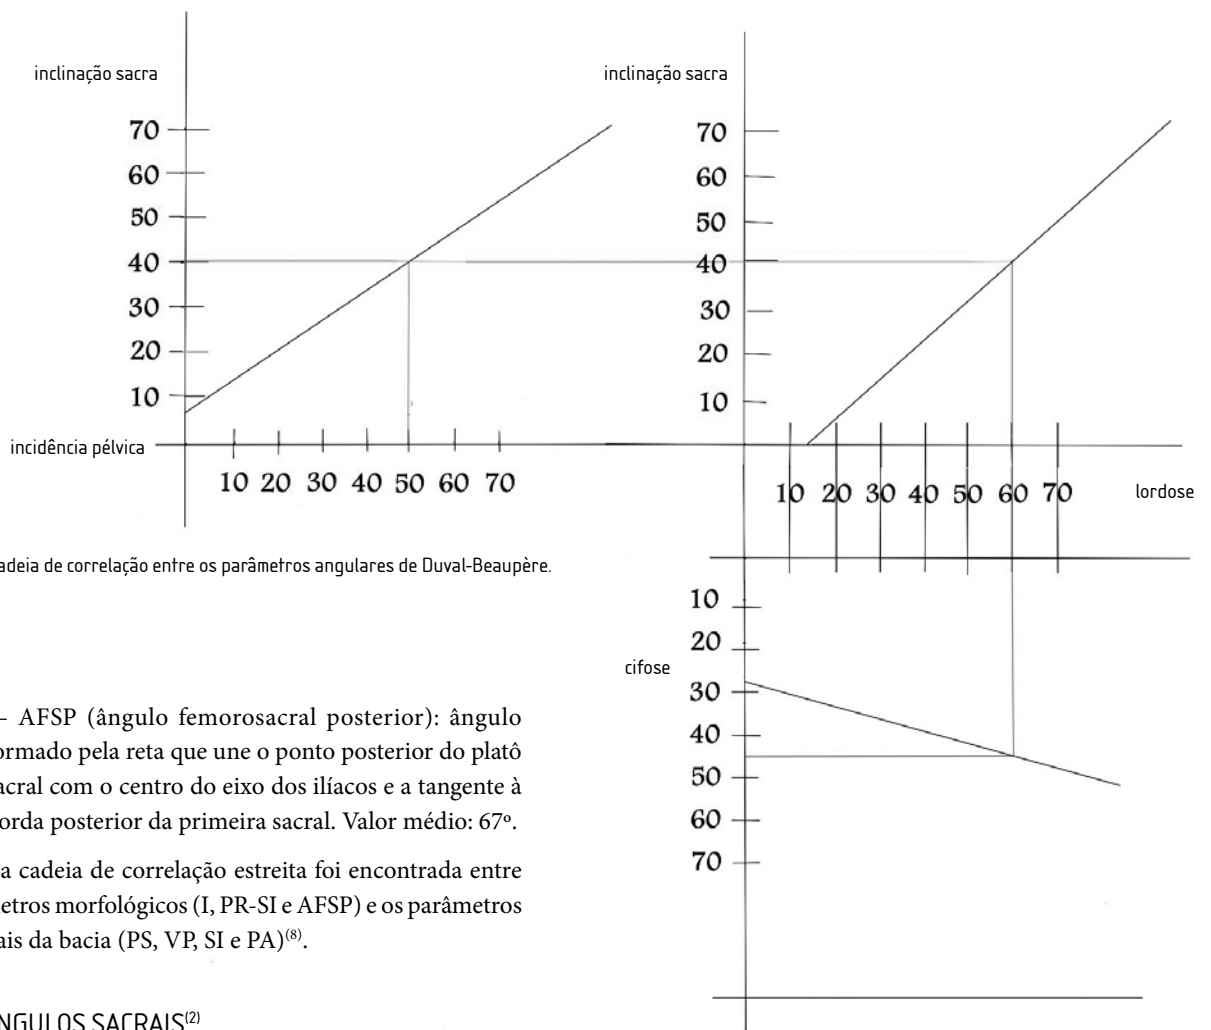 inclinação sacra
70
60
50
40
30
20
10
incidência pélvica
10 20 30 40 50 60 70
inclinação sacra
70
60
50
40
30
20
10
10 20 30 40 50 60 70
lordose
adeia de correlação entre os parâmetros angulares de Duval-Beaupère.
cifose
10
20
30
40
50
60
70
– AFSP (ângulo femorosacral posterior): ângulo
ormado pela reta que une o ponto posterior do platô
acral com o centro do eixo dos ilíacos e a tangente à
orda posterior da primeira sacral. Valor médio: 67º.
a cadeia de correlação estreita foi encontrada entre
etros morfológicos (I, PR-SI e AFSP) e os parâmetros
ais da bacia (PS, VP, SI e PA)(8).
NGULOS SACRAIS(2)